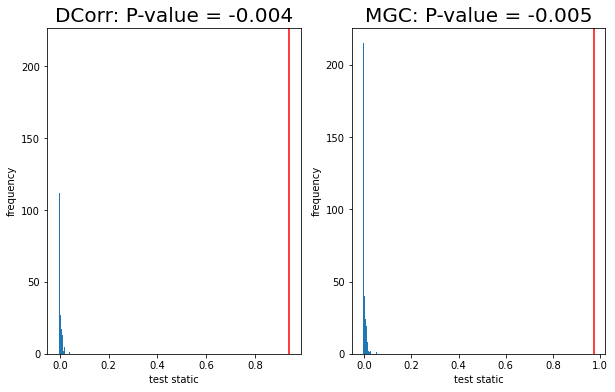 DCorr: P-value = -0.004
frequency
200
150
100
50
0
0.0 0.2 0.4 0.6 0.8
test static
MGC: P-value = -0.005
frequency
200
150
100
50
0
0.0 0.2 0.4 0.6 0.8 1.0
test static